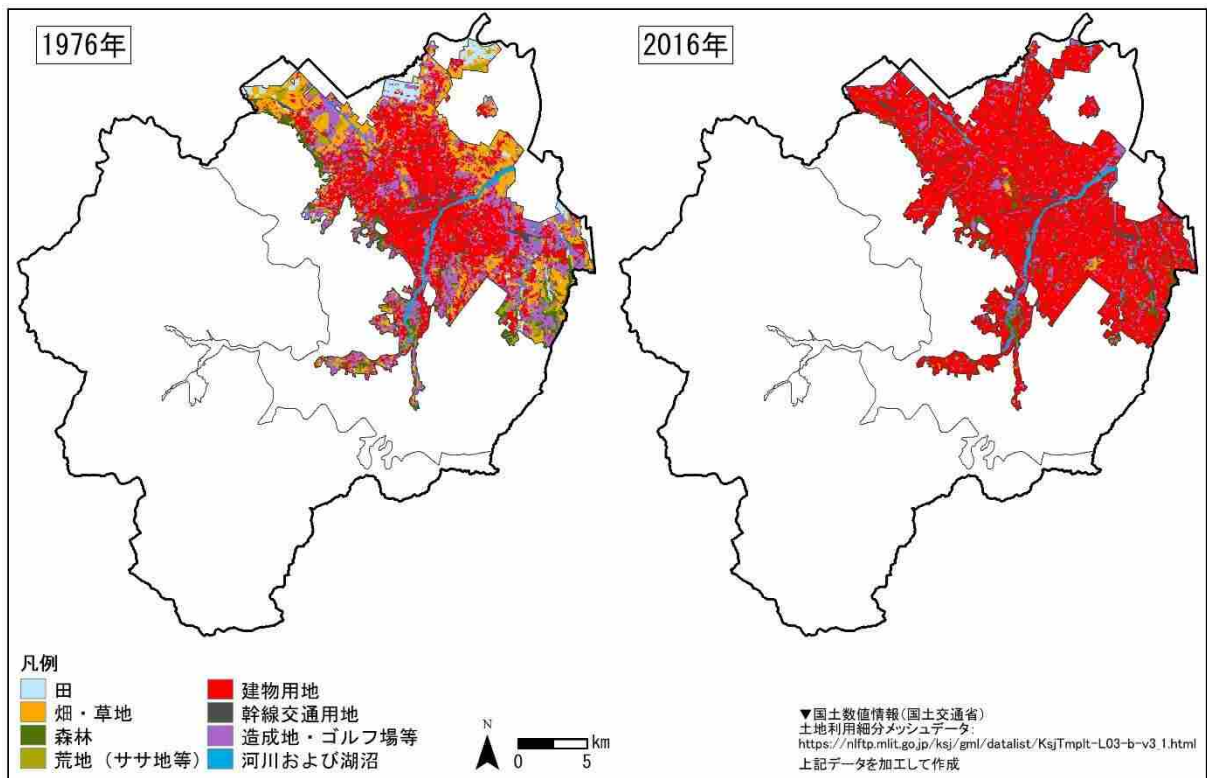 1976年
2016年
凡例
田
畑・草地
森林
荒地（ササ地等）
建物用地
幹線交通用地
造成地・ゴルフ場等
河川および湖沼
N
km
0 5
▼国土数値情報（国土交通省）
土地利用細分メッシュデータ:
https://nlftp.mlit.go.jp/ksj/gml/datalist/KsjTmplt-L03-b-v3_1.html
上記データを加工して作成